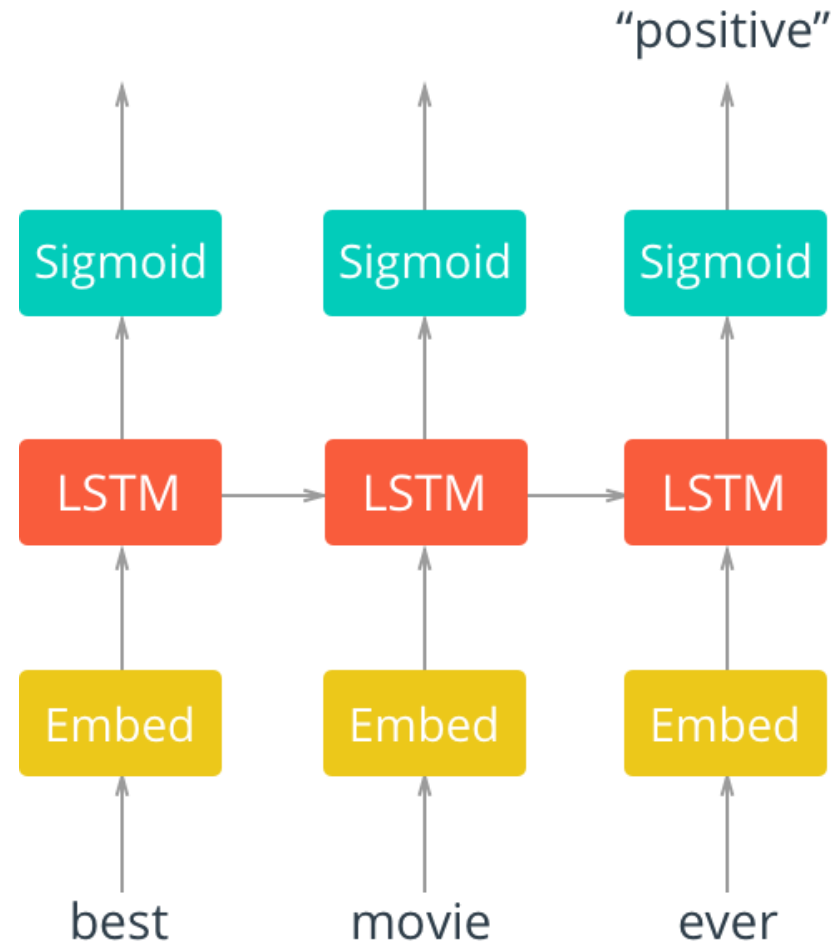 “positive”
Sigmoid Sigmoid Sigmoid
LSTM LSTM LSTM
Embed Embed Embed
best movie ever